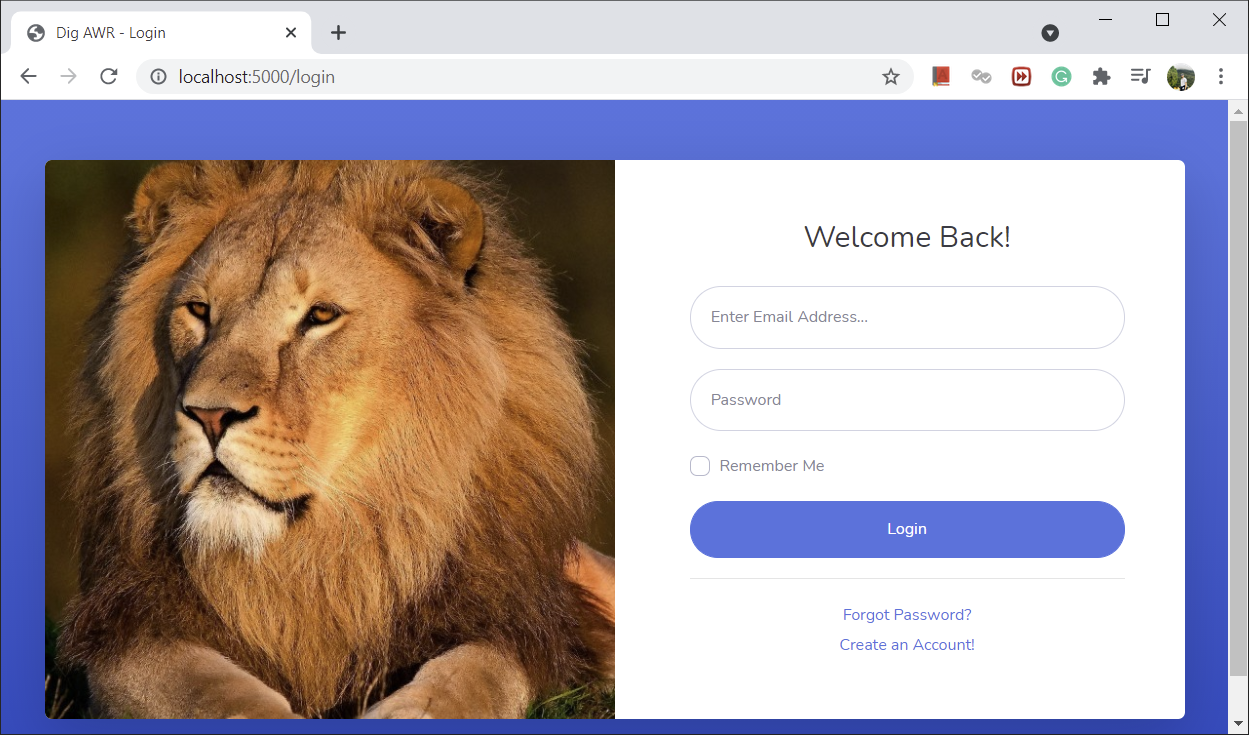 Dig AWR - Login
localhost:5000/login
Welcome Back!
Enter Email Address...
Password
Remember Me
Login
Forgot Password?
Create an Account!